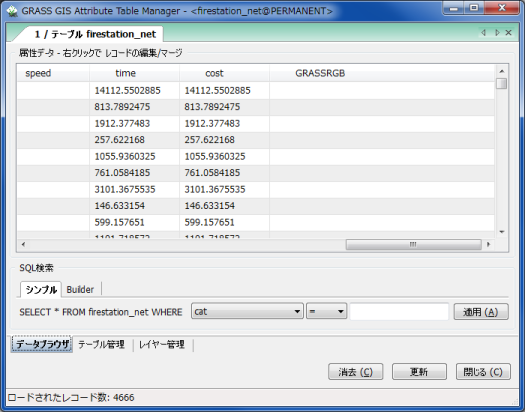 GRASS GIS Attribute Table Manager - <firestation_net@PERMANENT>
1 / テーブル firestation_net
属性データ - 右クリックで レコードの編集/マージ
speed time cost GRASSRGB
14112.5502885 14112.5502885
813.7892475 813.7892475
1912.377483 1912.377483
257.622168 257.622168
1055.9360325 1055.9360325
761.0584185 761.0584185
3101.3675535 3101.3675535
146.633154 146.633154
599.157651 599.157651
1101.718572 1101.718572
SQL検索
シンプル Builder
SELECT * FROM firestation_net WHERE cat = 適用 (A)
データブラウザ テーブル管理 レイヤー管理
消去 (C) 更新 閉じる (C)
ロードされたレコード数: 4666